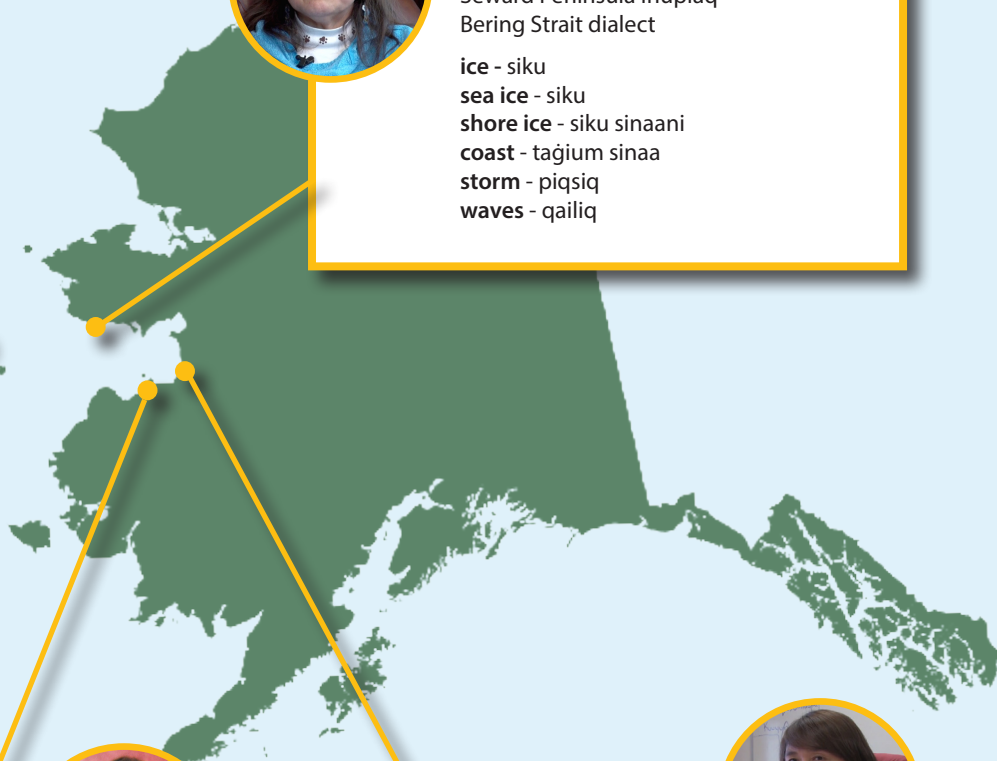 Bering Strait dialect
ice - siku
sea ice - siku
shore ice - siku sinaani
coast - taġium sinaa
storm - piqsiq
waves - qailiq